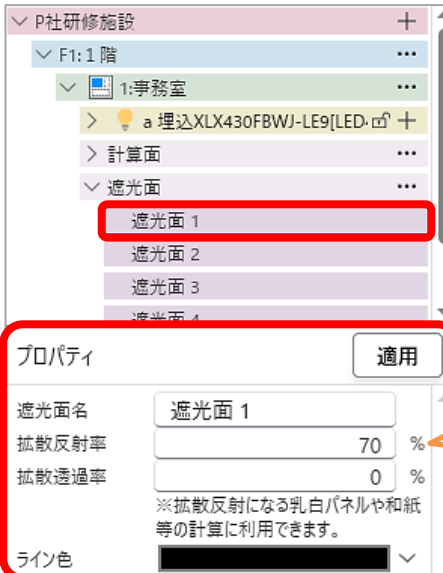 P社研修施設
F1:1 階
1:事務室
a 埋込XLX430FBWJ-LE9[LED
計算面
遮光面
遮光面 1
遮光面 2
遮光面 3
遮光面 4
プロパティ
適用
遮光面名
遮光面 1
拡散反射率
70 %
拡散透過率
0 %
※拡散反射になる乳白パネルや和紙
等の計算に利用できます。
ライン色